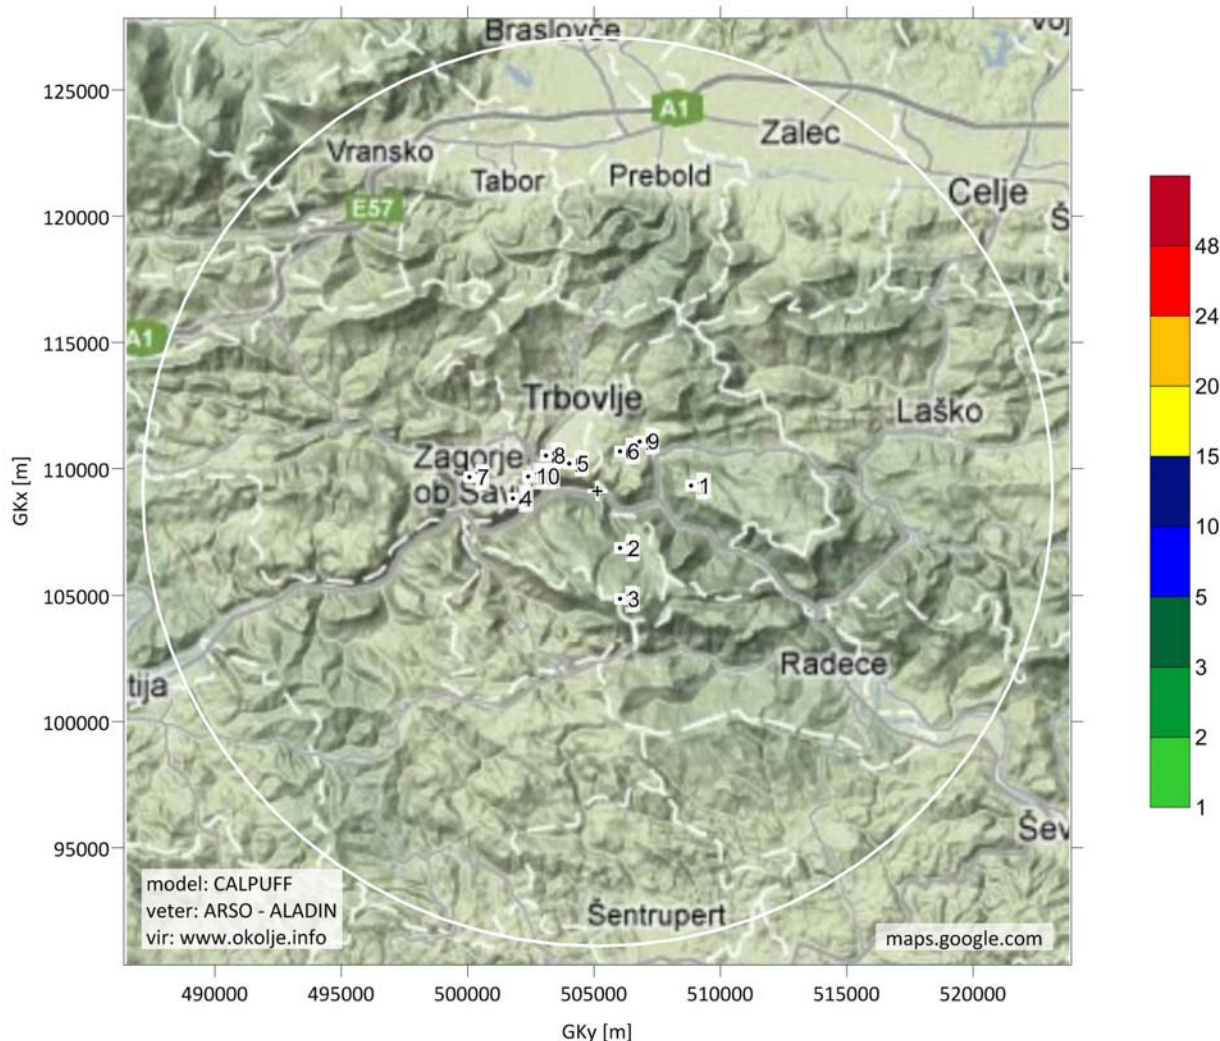 Braslovče
A1
Žalec
Vransko
Tabor
Prebold
E57
Celje
Š
A1
Trbovlje
Laško
Zagorje
ob Sav
7
8
5
6
9
10
4
1
2
3
tija
Radeče
Šev
Šentrupert
model: CALPUFF
veter: ARSO - ALADIN
vir: www.okolje.info
maps.google.com
125000
120000
115000
110000
105000
100000
95000
GKx [m]
490000
495000
500000
505000
510000
515000
520000
GKy [m]
48
24
20
15
10
5
3
2
1